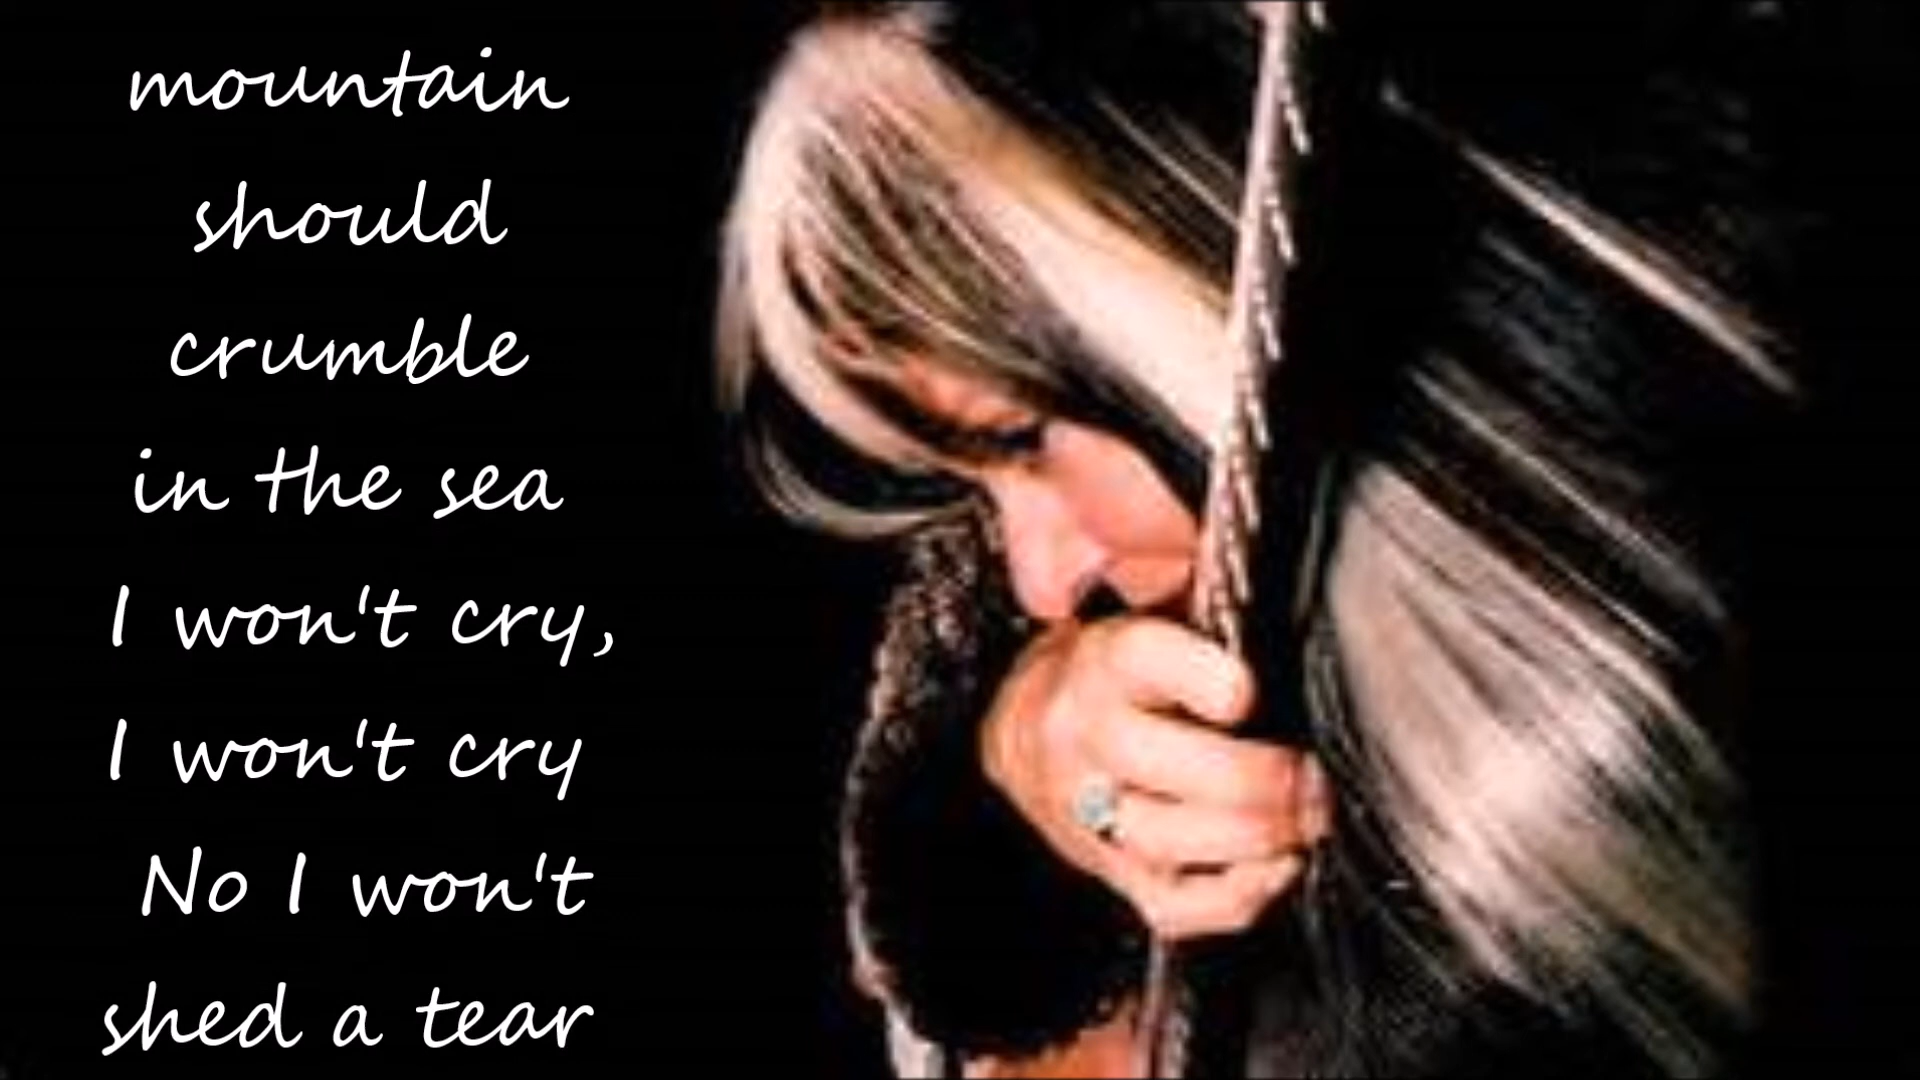 mountain
should
crumble
in the sea
I won't cry,
I won't cry
No I won't
shed a tear